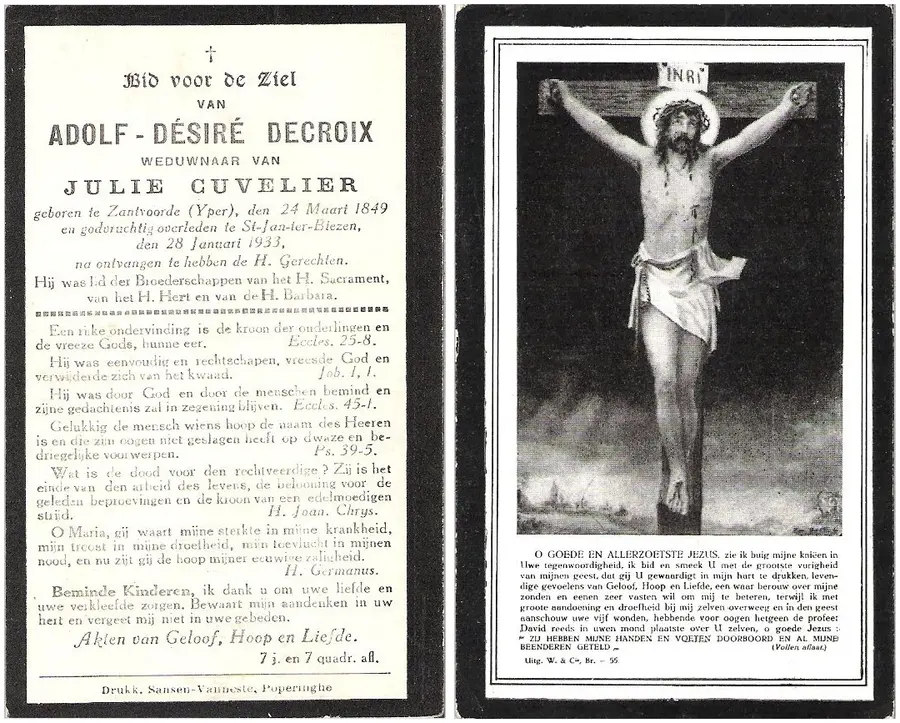 Bid voor de Ziel
VAN
ADOLF - DÉSIRÉ DECROIX
WEDUWNAAR VAN
JULIE CUVELIER
geboren te Zantvoorde (Yper), den 24 Maart 1849
en godvruchtig overleden te St-Jan-ter-Biezen,
den 28 Januari 1933,
na ontvangen te hebben de H. Gerechten.
Hij was Lid der Broederschappen van het H. Sacrament,
van het H. Hert en van de H. Barbara.
Een rijke ondervinding is de kroon der ouderlingen en
de vreeze Gods, hunne eer. Eccles. 25-8.
Hij was eenvoudig en rechtschapen, vreesde God en
verwijderde zich van het kwaad. Job. 1, 1.
Hij was door God en door de menschen bemind en
zijne gedachtenis zal in zegening blijven. Eccles. 45-1.
Gelukkig de mensch wiens hoop de naam des Heeren
is en die zijn oogen niet geslagen heeft op dwaze en be-
driegelijke voorwerpen. Ps. 39-5.
Wat is de dood voor den rechtveerdige ? Zij is het
einde van den arbeid des levens, de belooning voor de
geleden beproevingen en de kroon van een edelmoedigen
strijd. H. Joan. Chrys.
O Maria, gij waart mijne sterkte in mijne krankheid,
mijn troost in mijne droefheid, mijn toevlucht in mijnen
nood, en nu zijt gij de hoop mijner eeuwige zaligheid.
H. Germanus.
Beminde Kinderen, ik dank u om uwe liefde en
uwe verkleefde zorgen. Bewaart mijn aandenken in uw
hert en vergeet mij niet in uwe gebeden.
Akten van Geloof, Hoop en Liefde.
7 j. en 7 quadr. afl.
Drukk. Sansen-Vanneste, Poperinghe
INRI
O GOEDE EN ALLERZOETSTE JEZUS, zie ik buig mijne knieën in
Uwe tegenwoordigheid, ik bid en smeek U met de grootste vurigheid
van mijnen geest, dat gij U gewaardigt in mijn hart te drukken, leven-
dige gevoelens van Geloof, Hoop en Liefde, een waar berouw over mijne
zonden en eenen zeer vasten wil om mij te beteren, terwijl ik met
groote aandoening en droefheid bij mij zelven overweeg en in den geest
aanschouw uwe vijf wonden, hebbende voor oogen hetgeen de profeet
David reeds in uwen mond plaatste over U zelven, o goede Jezus :
" ZIJ HEBBEN MIJNE HANDEN EN VOETEN DOORBOORD EN AL MIJNE
BEENDEREN GETELD „ (Vollen aflaat.)
Uitg. W. & Cie, Br. - 55